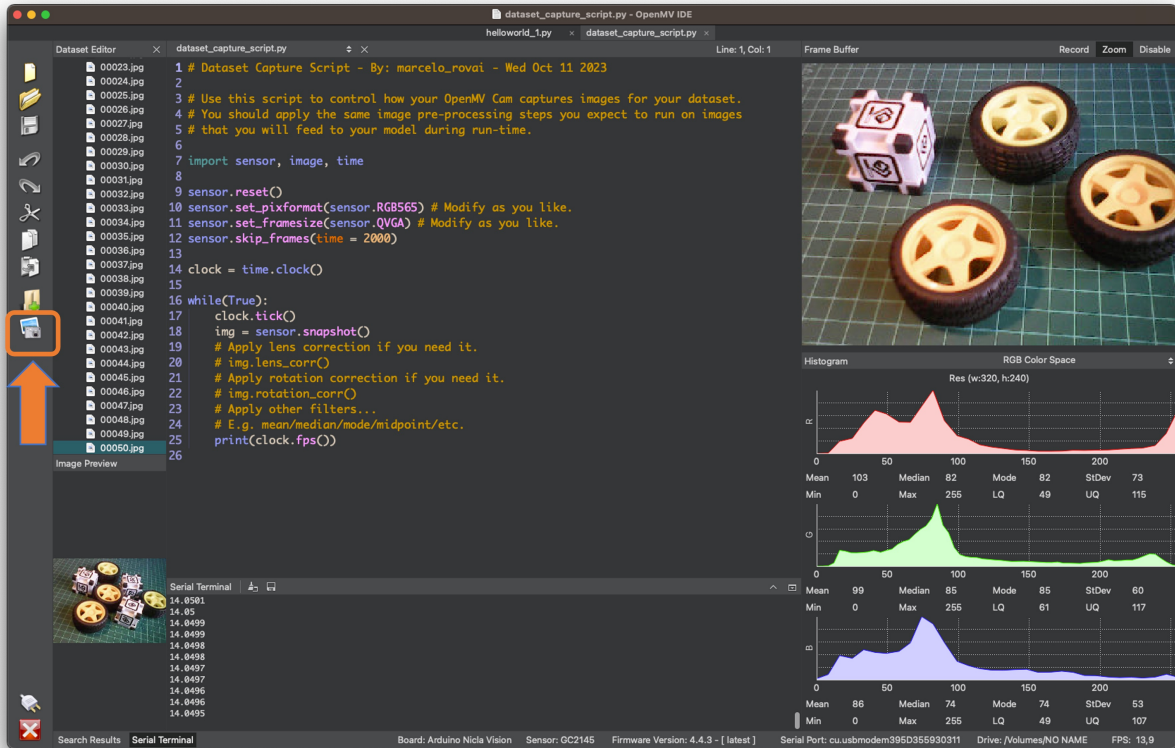 dataset_capture_script.py - OpenMV IDE
helloworld_1.py × dataset_capture_script.py ×
Dataset Editor ×
00023.jpg
00024.jpg
00025.jpg
00026.jpg
00027.jpg
00028.jpg
00029.jpg
00030.jpg
00031.jpg
00032.jpg
00033.jpg
00034.jpg
00035.jpg
00036.jpg
00037.jpg
00038.jpg
00039.jpg
00040.jpg
00041.jpg
00042.jpg
00043.jpg
00044.jpg
00045.jpg
00046.jpg
00047.jpg
00048.jpg
00049.jpg
00050.jpg
Image Preview
dataset_capture_script.py × Line: 1, Col: 1
1 # Dataset Capture Script - By: marcelo_rovai - Wed Oct 11 2023
2
3 # Use this script to control how your OpenMV Cam captures images for your dataset.
4 # You should apply the same image pre-processing steps you expect to run on images
5 # that you will feed to your model during run-time.
6
7 import sensor, image, time
8
9 sensor.reset()
10 sensor.set_pixformat(sensor.RGB565) # Modify as you like.
11 sensor.set_framesize(sensor.QVGA) # Modify as you like.
12 sensor.skip_frames(time = 2000)
13
14 clock = time.clock()
15
16 while(True):
17 clock.tick()
18 img = sensor.snapshot()
19 # Apply lens correction if you need it.
20 # img.lens_corr()
21 # Apply rotation correction if you need it.
22 # img.rotation_corr()
23 # Apply other filters...
24 # E.g. mean/median/mode/midpoint/etc.
25 print(clock.fps())
26
Serial Terminal
14.0501
14.05
14.0499
14.0499
14.0498
14.0498
14.0497
14.0497
14.0496
14.0496
14.0495
Frame Buffer Record Zoom Disable
Histogram RGB Color Space
Res (w:320, h:240)
R
0 50 100 150 200
Mean 103 Median 82 Mode 82 StDev 73
Min 0 Max 255 LQ 49 UQ 115
G
0 50 100 150 200
Mean 99 Median 85 Mode 85 StDev 60
Min 0 Max 255 LQ 61 UQ 117
B
0 50 100 150 200
Mean 86 Median 74 Mode 74 StDev 53
Min 0 Max 255 LQ 49 UQ 107
Search Results Serial Terminal Board: Arduino Nicla Vision Sensor: GC2145 Firmware Version: 4.4.3 - [ latest ] Serial Port: cu.usbmodem395D355930311 Drive: /Volumes/NO NAME FPS: 13,9